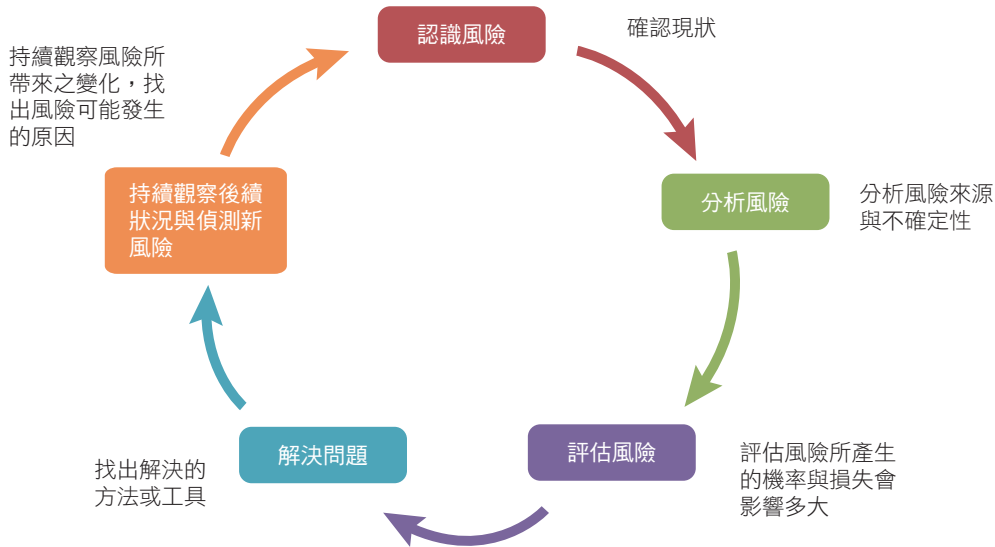 認識風險
確認現狀
分析風險
分析風險來源
與不確定性
評估風險
評估風險所產生
的機率與損失會
影響多大
解決問題
找出解決的
方法或工具
持續觀察後續
狀況與偵測新
風險
持續觀察風險所
帶來之變化，找
出風險可能發生
的原因